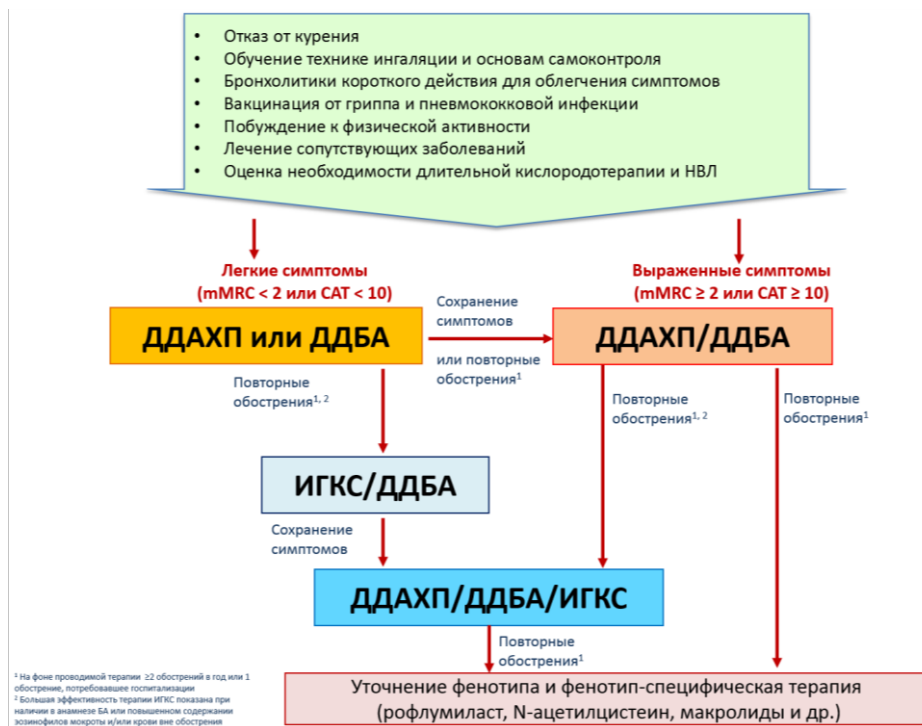 • Отказ от курения
• Обучение технике ингаляции и основам самоконтроля
• Бронхолитики короткого действия для облегчения симптомов
• Вакцинация от гриппа и пневмококковой инфекции
• Побуждение к физической активности
• Лечение сопутствующих заболеваний
• Оценка необходимости длительной кислородотерапии и НВЛ
Легкие симптомы
(mMRC < 2 или CAT < 10)
Выраженные симптомы
(mMRC ≥ 2 или CAT ≥ 10)
ДДАХП или ДДБА
Сохранение
симптомов
или повторные
обострения¹
ДДАХП/ДДБА
Повторные
обострения¹˒ ²
Повторные
обострения¹˒ ²
Повторные
обострения¹
ИГКС/ДДБА
Сохранение
симптомов
ДДАХП/ДДБА/ИГКС
Повторные
обострения¹
Уточнение фенотипа и фенотип-специфическая терапия
(рофлумиласт, N-ацетилцистеин, макролиды и др.)
¹ На фоне проводимой терапии ≥2 обострений в год или 1
обострение, потребовавшее госпитализации
² Большая эффективность терапии ИГКС показана при
наличии в анамнезе БА или повышенном содержании
эозинофилов мокроты и/или крови вне обострения